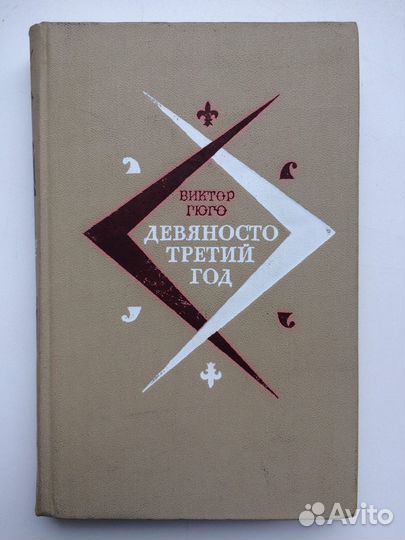 ВИКТОР
ГЮГО
ДЕВЯНОСТО
ТРЕТИЙ
ГОД
Avito